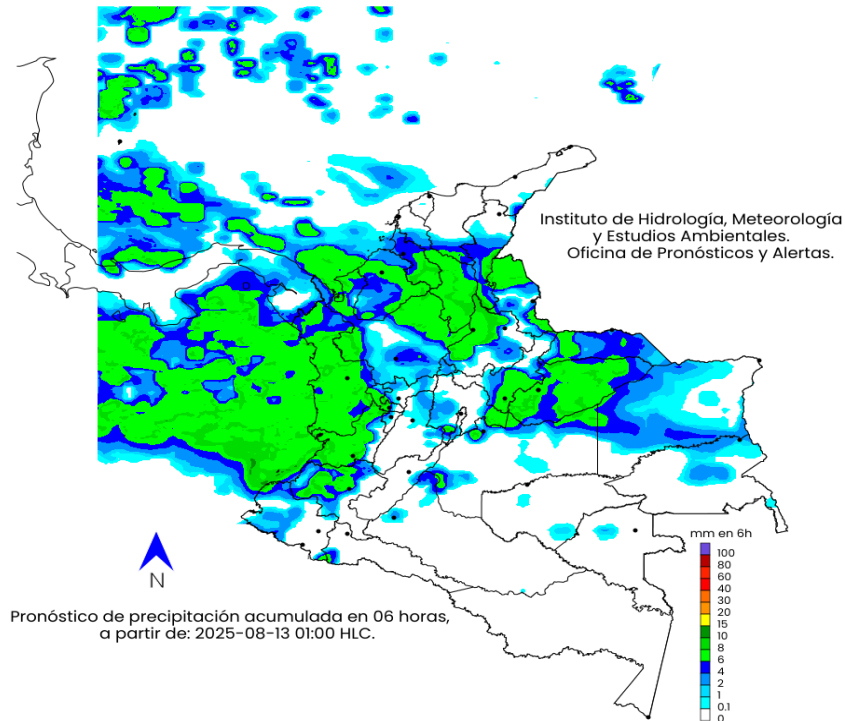 Instituto de Hidrología, Meteorología
y Estudios Ambientales.
Oficina de Pronósticos y Alertas.
N
Pronóstico de precipitación acumulada en 06 horas,
a partir de: 2025-08-13 01:00 HLC.
mm en 6h
100
80
60
40
30
20
15
10
8
6
4
2
1
0.1
0